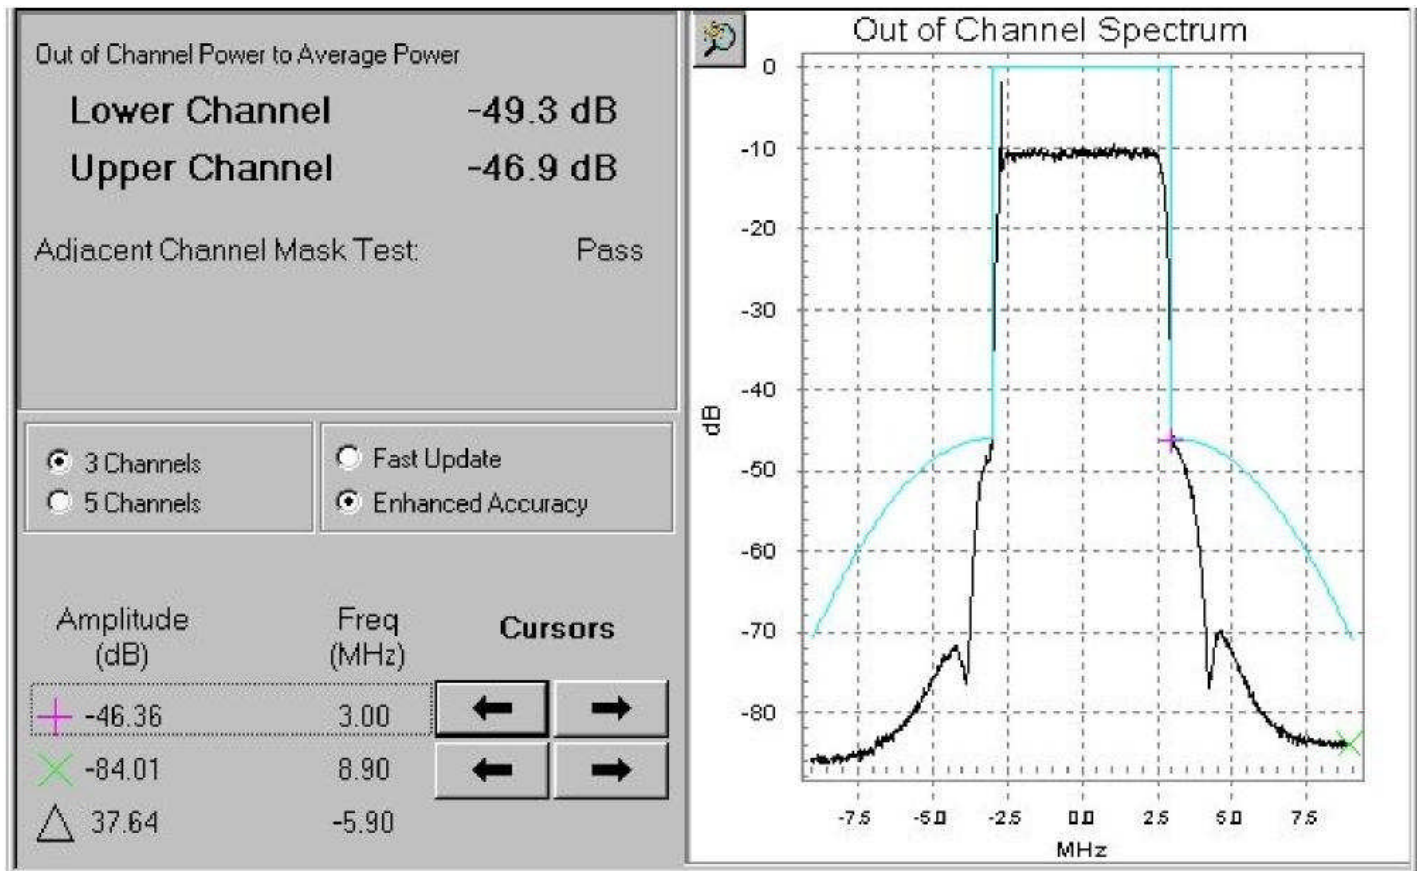 Out of Channel Power to Average Power
Lower Channel -49.3 dB
Upper Channel -46.9 dB
Adjacent Channel Mask Test: Pass
3 Channels
5 Channels
Fast Update
Enhanced Accuracy
Amplitude (dB) Freq (MHz) Cursors
-46.36 3.00
-84.01 8.90
37.64 -5.90
Out of Channel Spectrum
0
-10
-20
-30
-40
-50
-60
-70
-80
dB
-7.5 -5.0 -2.5 0.0 2.5 5.0 7.5
MHz